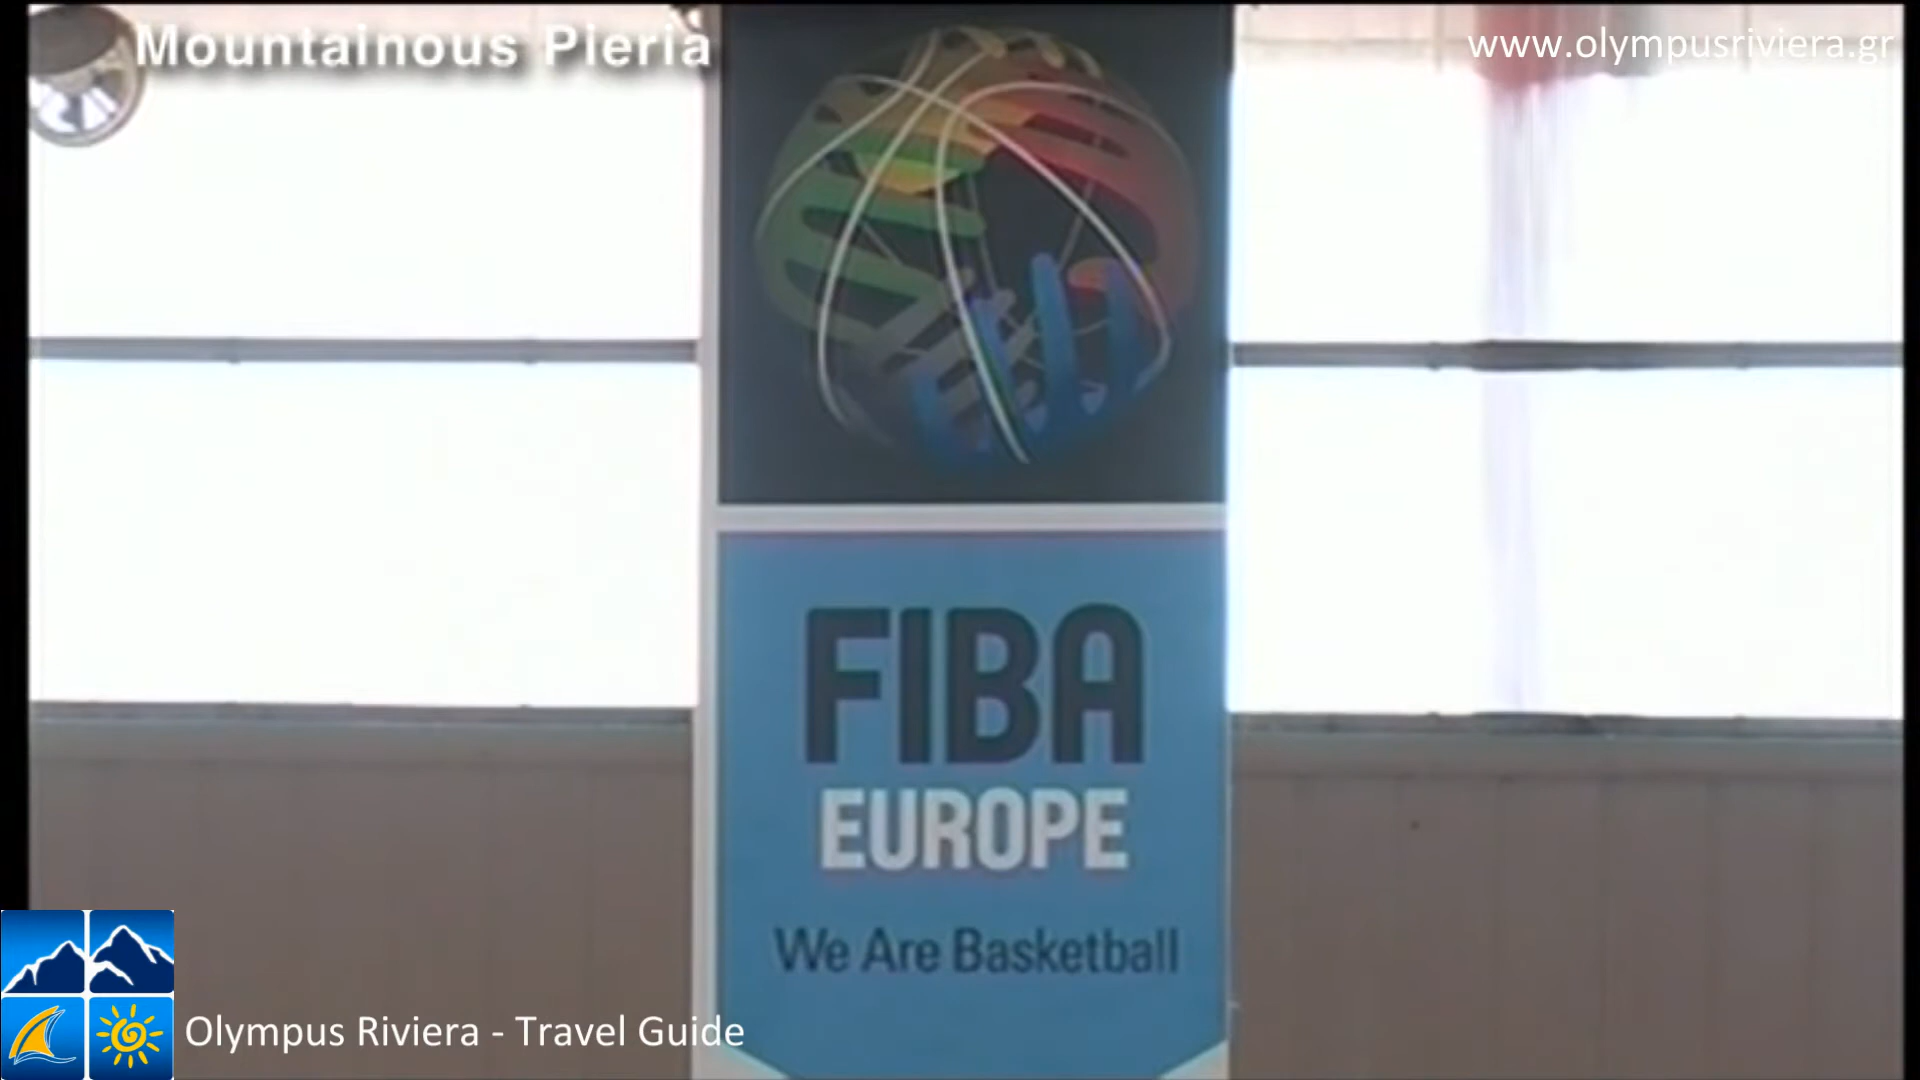 Mountainous Pieria
www.olympusriviera.gr
FIBA
EUROPE
We Are Basketball
Olympus Riviera - Travel Guide